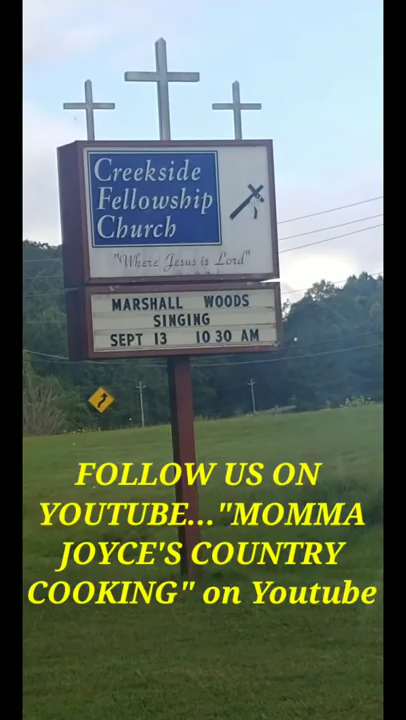 Creekside
Fellowship
Church
"Where Jesus is Lord"
MARSHALL WOODS
SINGING
SEPT 13 10 30 AM
FOLLOW US ON
YOUTUBE..."MOMMA
JOYCE'S COUNTRY
COOKING" on Youtube